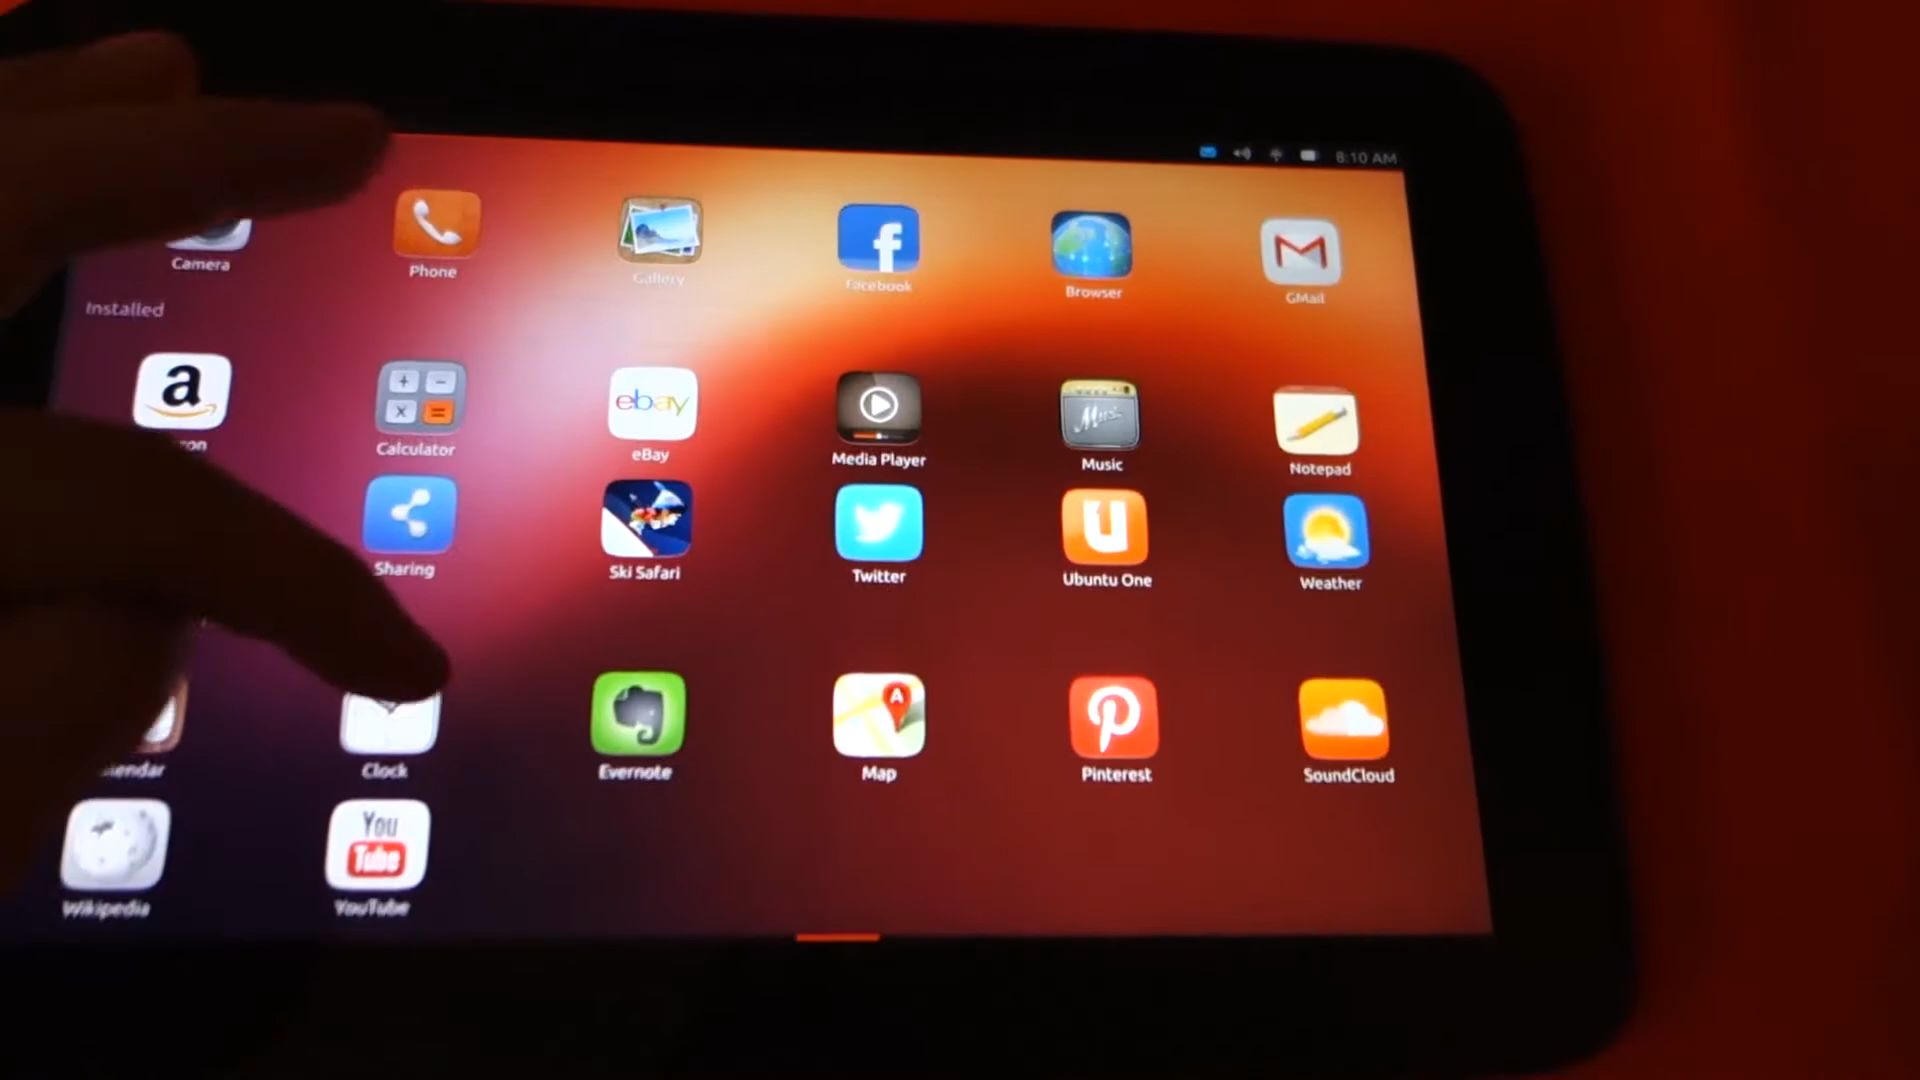 8:10 AM
Camera
Phone
Gallery
Facebook
Browser
GMail
Installed
a
Calculator
ebay
eBay
Media Player
Music
Music
Notepad
Sharing
Ski Safari
Twitter
Ubuntu One
Weather
Clock
Evernote
A
Map
Pinterest
SoundCloud
Wikipedia
You
Tube
YouTube